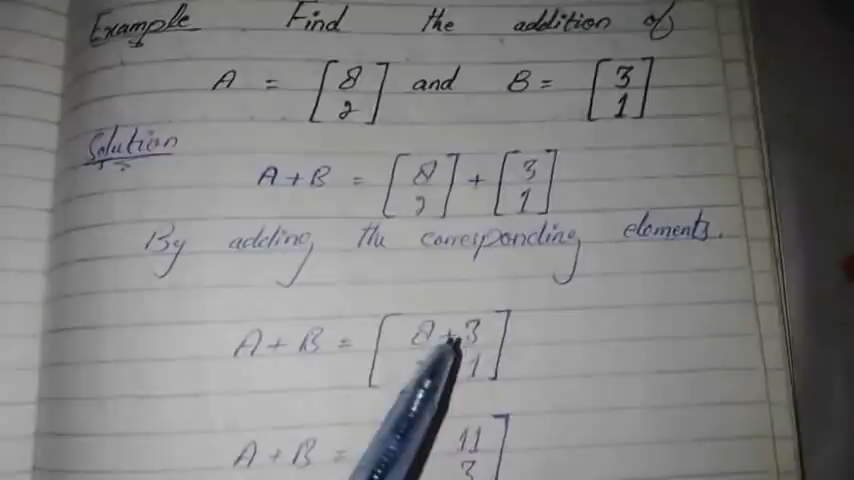 Example Find the addition of
A = [8 2] and B = [3 1]
Solution
A + B = [8 2] + [3 1]
By adding the corresponding elements.
A + B = [8+3 1]
A + B = 11 3]